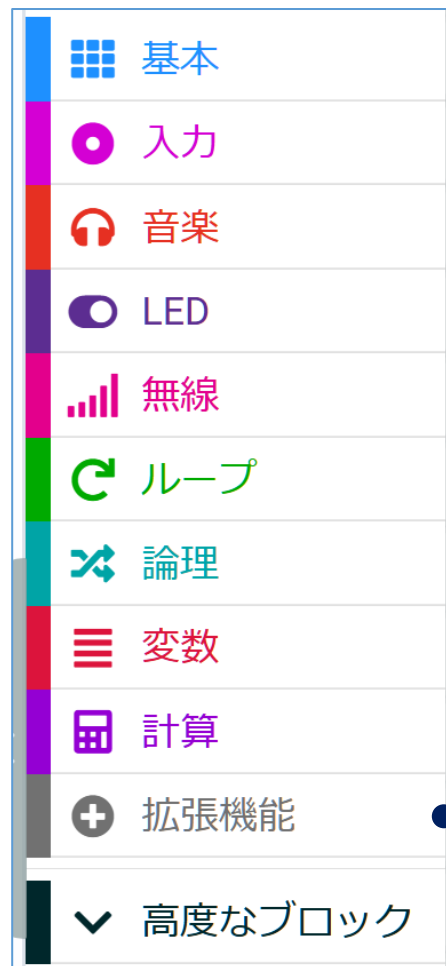 基本
入力
音楽
LED
無線
ループ
論理
変数
計算
拡張機能
高度なブロック